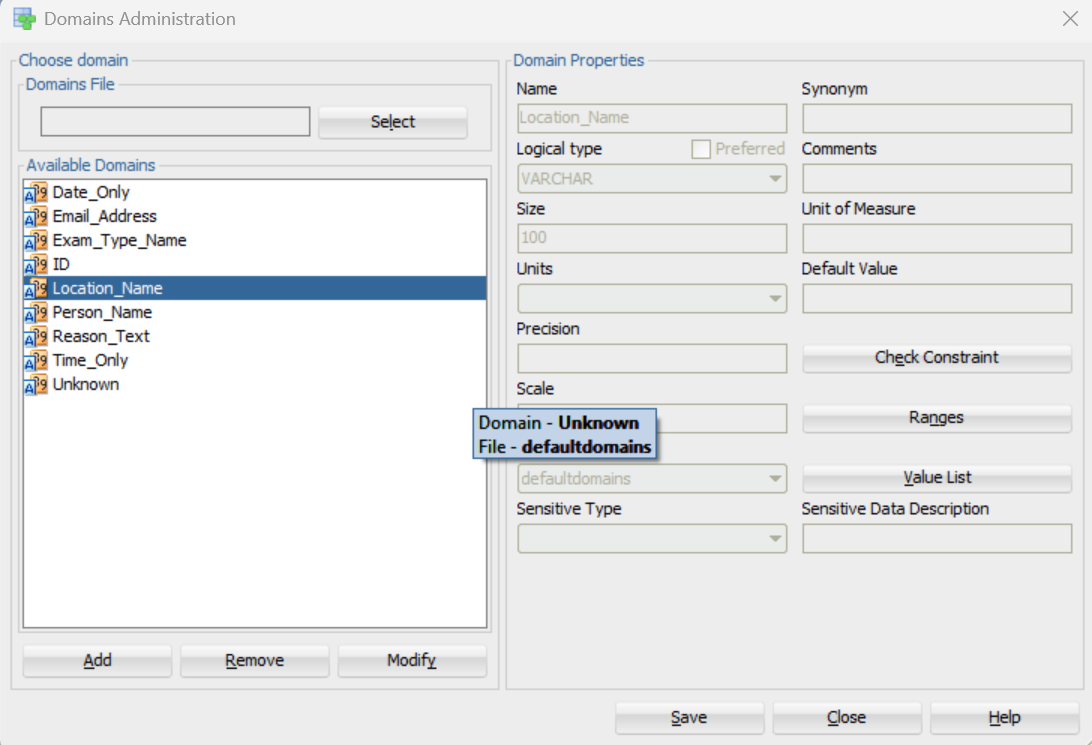 Domains Administration
Choose domain
Domains File
Select
Available Domains
Date_Only
Email_Address
Exam_Type_Name
ID
Location_Name
Person_Name
Reason_Text
Time_Only
Unknown
Add
Remove
Modify
Domain Properties
Name
Synonym
Location_Name
Logical type
Preferred
Comments
VARCHAR
Size
Unit of Measure
100
Units
Default Value
Precision
Check Constraint
Scale
Ranges
Domain - Unknown
File - defaultdomains
defaultdomains
Value List
Sensitive Type
Sensitive Data Description
Save
Close
Help